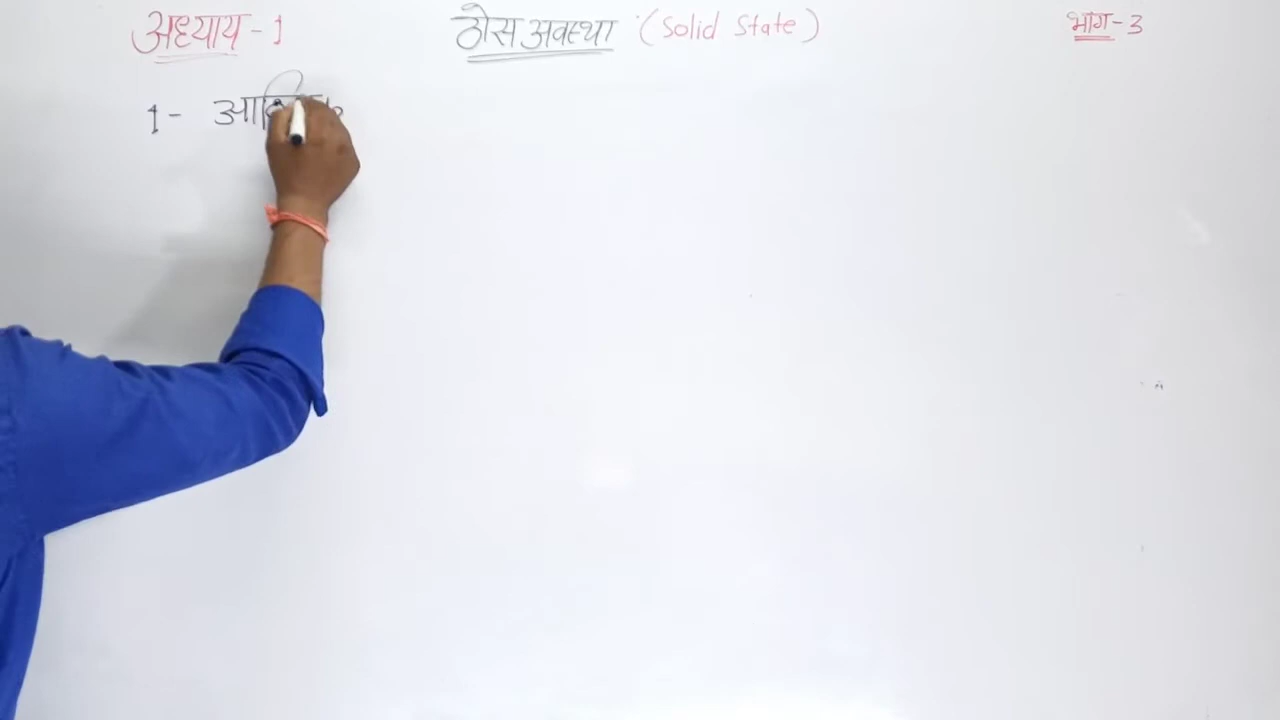 अध्याय - 1
ठोस अवस्था (Solid State)
भाग - 3
1 -